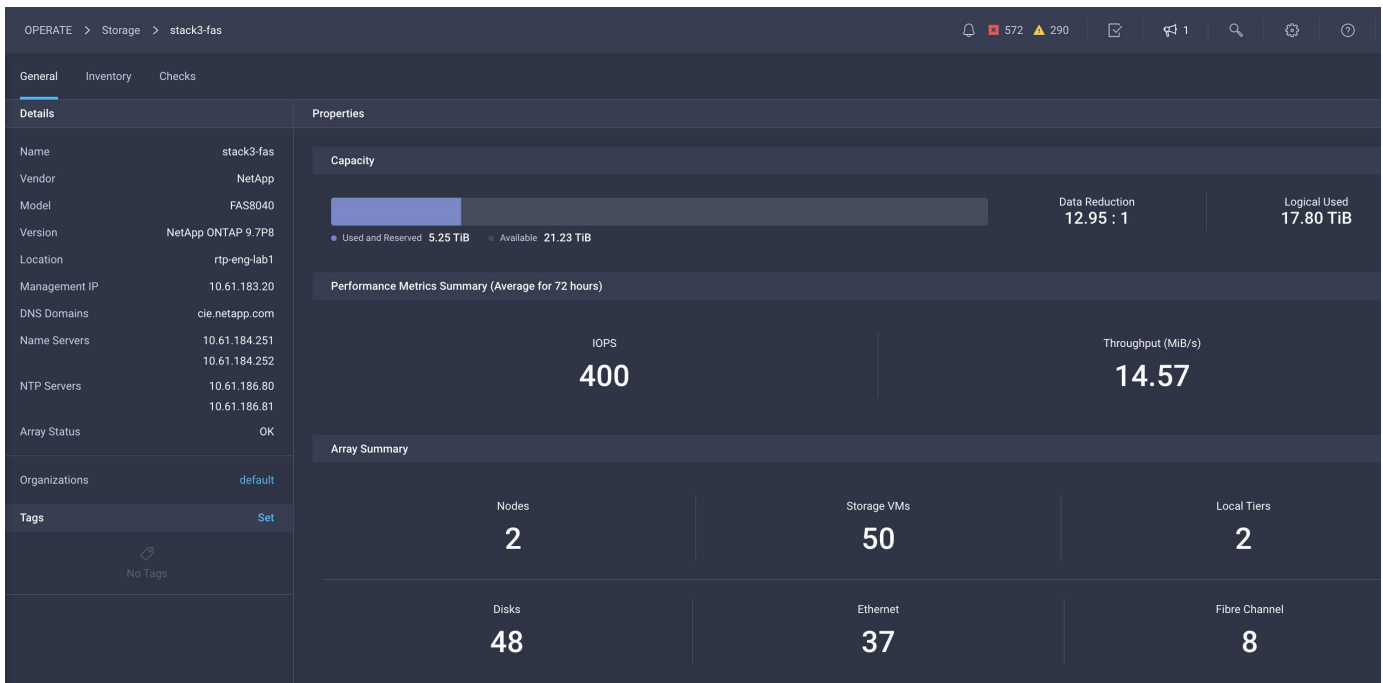 OPERATE > Storage > stack3-fas
572 290 1
General Inventory Checks
Details
Name stack3-fas
Vendor NetApp
Model FAS8040
Version NetApp ONTAP 9.7P8
Location rtp-eng-lab1
Management IP 10.61.183.20
DNS Domains cie.netapp.com
Name Servers 10.61.184.251
10.61.184.252
NTP Servers 10.61.186.80
10.61.186.81
Array Status OK
Organizations default
Tags Set
No Tags
Properties
Capacity
Used and Reserved 5.25 TiB Available 21.23 TiB
Data Reduction
12.95 : 1
Logical Used
17.80 TiB
Performance Metrics Summary (Average for 72 hours)
IOPS
400
Throughput (MiB/s)
14.57
Array Summary
Nodes
2
Storage VMs
50
Local Tiers
2
Disks
48
Ethernet
37
Fibre Channel
8